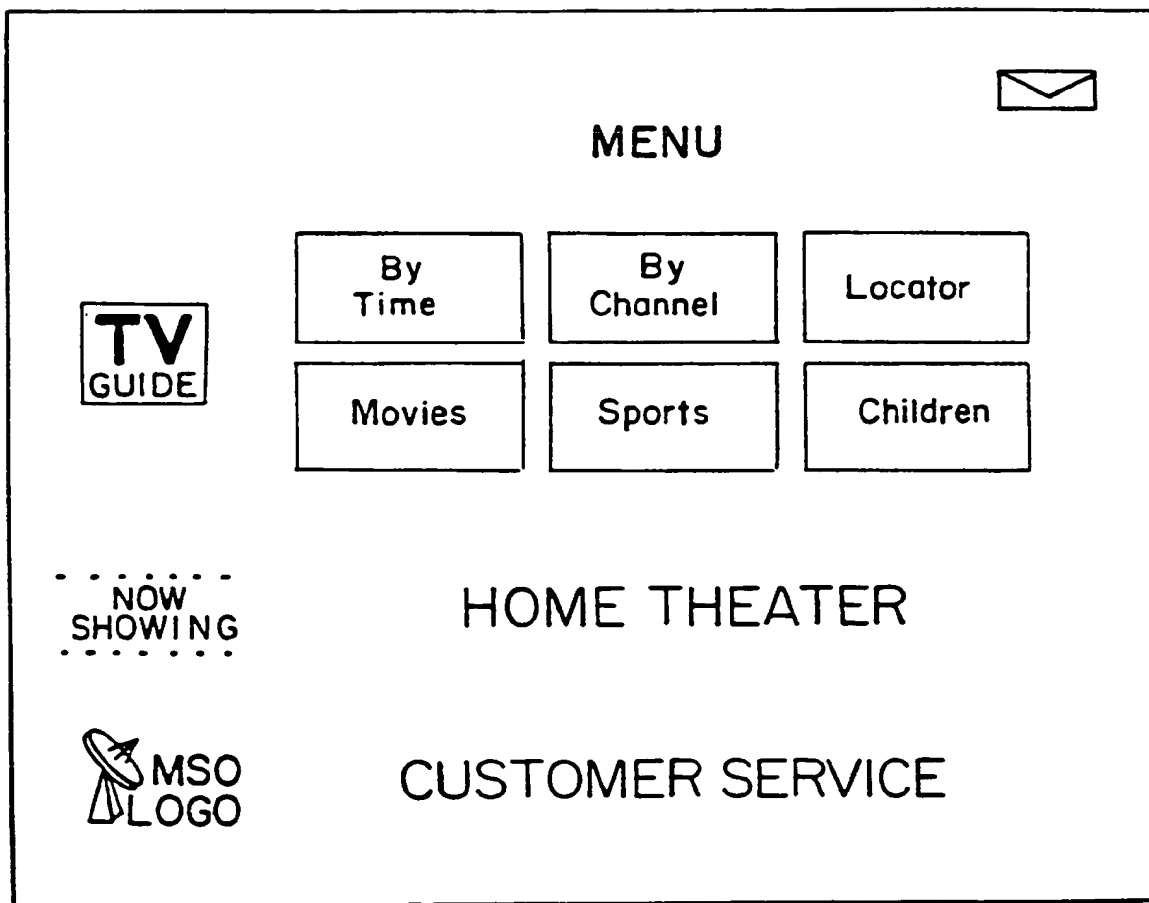 MENU
By
Time
By
Channel
Locator
TV
GUIDE
Movies
Sports
Children
NOW
SHOWING
HOME THEATER
MSO
LOGO
CUSTOMER SERVICE